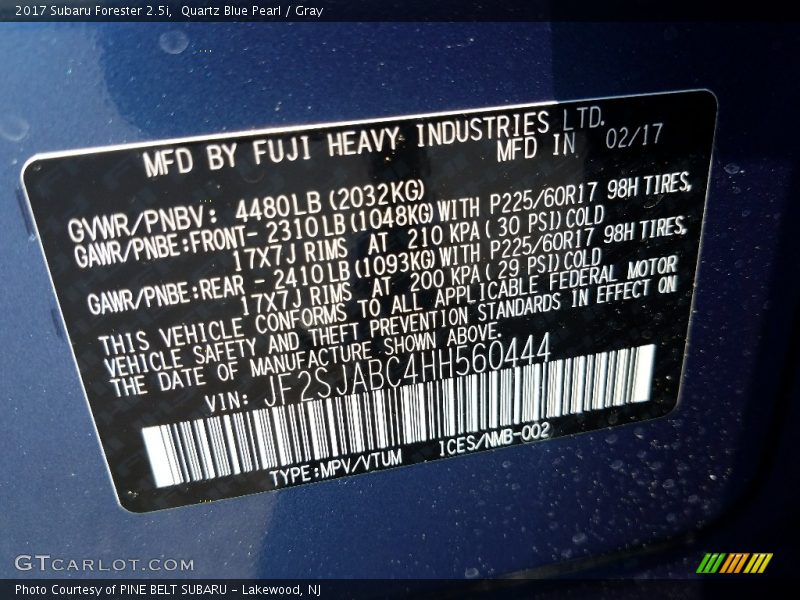 2017 Subaru Forester 2.5i,  Quartz Blue Pearl / Gray
MFD BY FUJI HEAVY INDUSTRIES LTD.
MFD IN 02/17
GVWR/PNBV: 4480LB (2032KG)
GAWR/PNBE:FRONT- 2310LB (1048KG) WITH P225/60R17 98H TIRES,
17X7J RIMS AT 210 KPA ( 30 PSI) COLD
GAWR/PNBE:REAR - 2410LB (1093KG) WITH P225/60R17 98H TIRES,
17X7J RIMS AT 200 KPA ( 29 PSI) COLD
THIS VEHICLE CONFORMS TO ALL APPLICABLE FEDERAL MOTOR
VEHICLE SAFETY AND THEFT PREVENTION STANDARDS IN EFFECT ON
THE DATE OF MANUFACTURE SHOWN ABOVE.
VIN: JF2SJABC4HH560444
TYPE:MPV/VTUM ICES/NMB-002
GTCARLOT.COM
Photo Courtesy of PINE BELT SUBARU - Lakewood, NJ